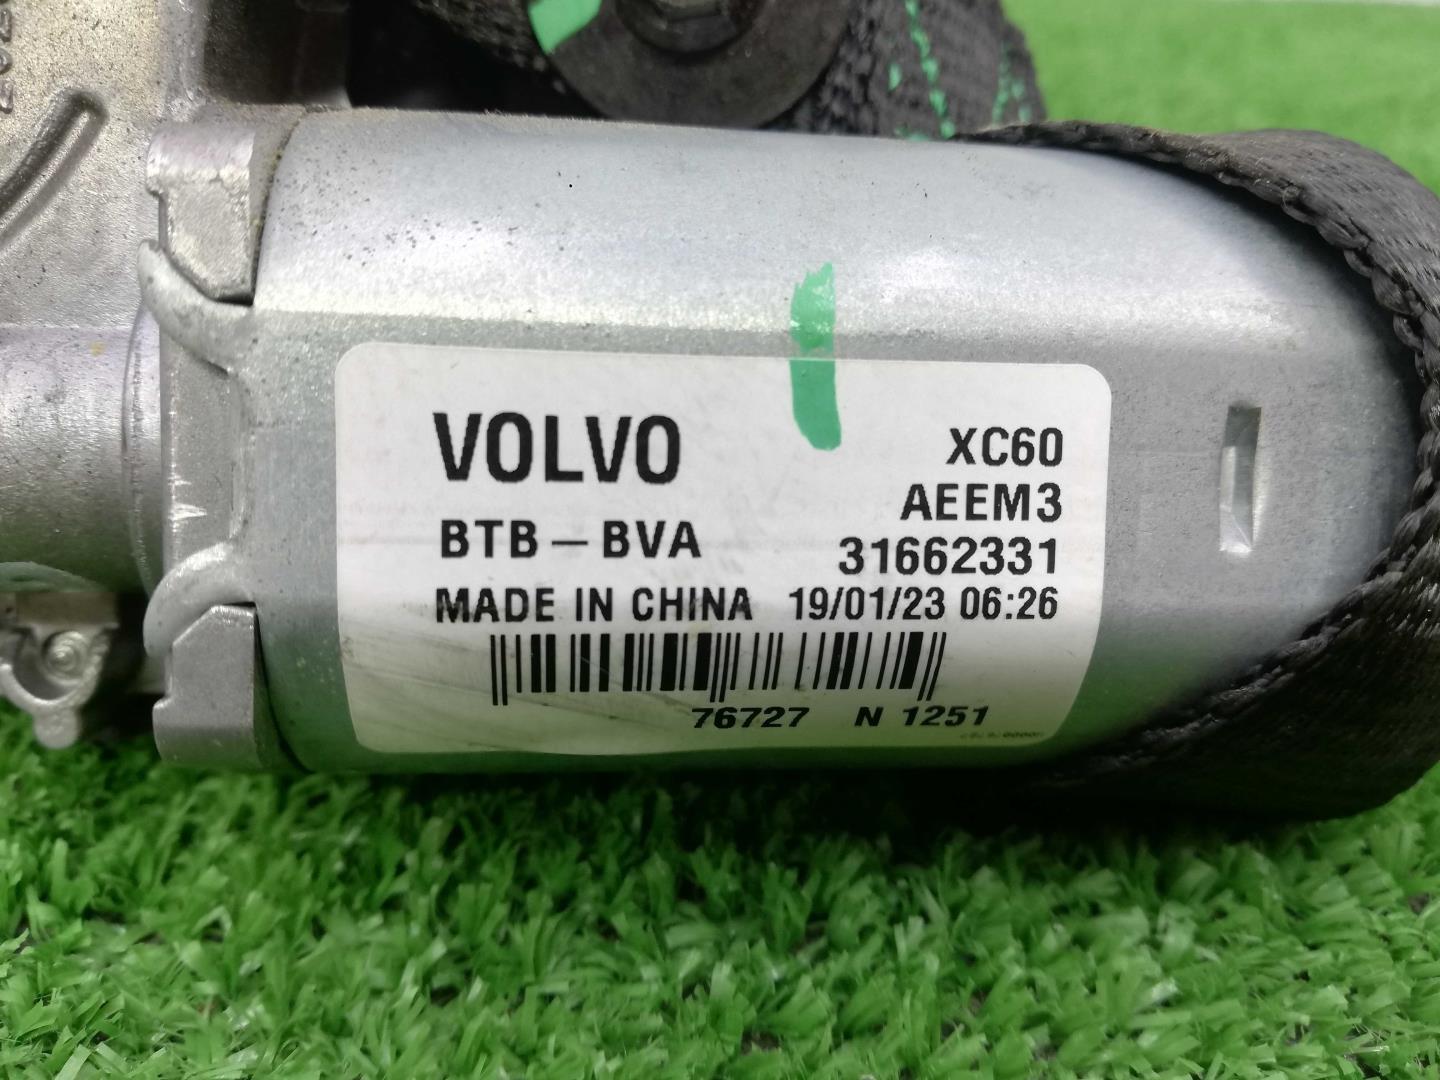 VOLVO XC60
AEEM3
BTB – BVA 31662331
MADE IN CHINA 19/01/23 06:26
76727 N 1251